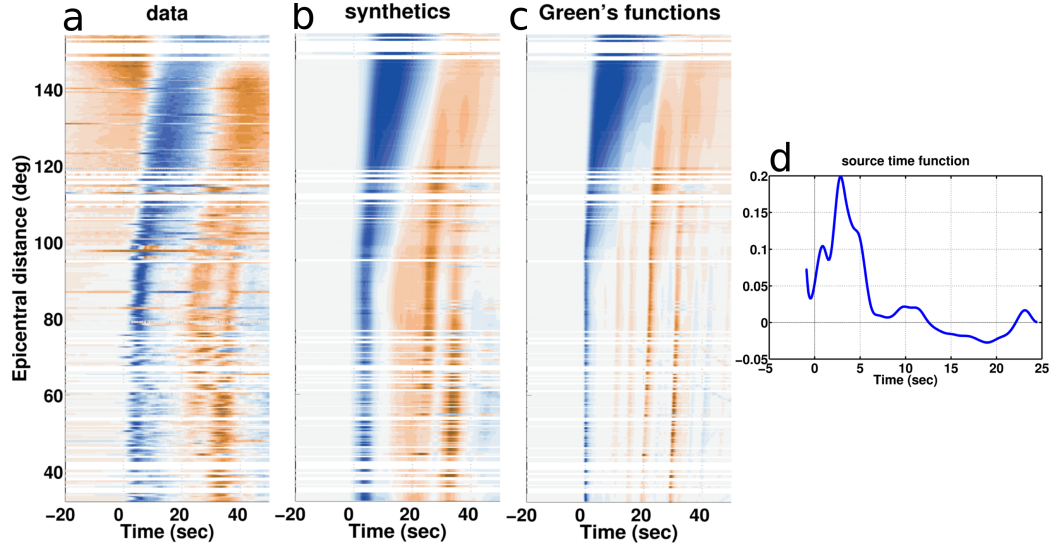 a data
b synthetics
c Green's functions
d
source time function
Epicentral distance (deg)
140
120
100
80
60
40
−20 0 20 40
Time (sec)
−20 0 20 40
Time (sec)
−20 0 20 40
Time (sec)
0.2
0.15
0.1
0.05
0
−0.05
−5 0 5 10 15 20 25
Time (sec)